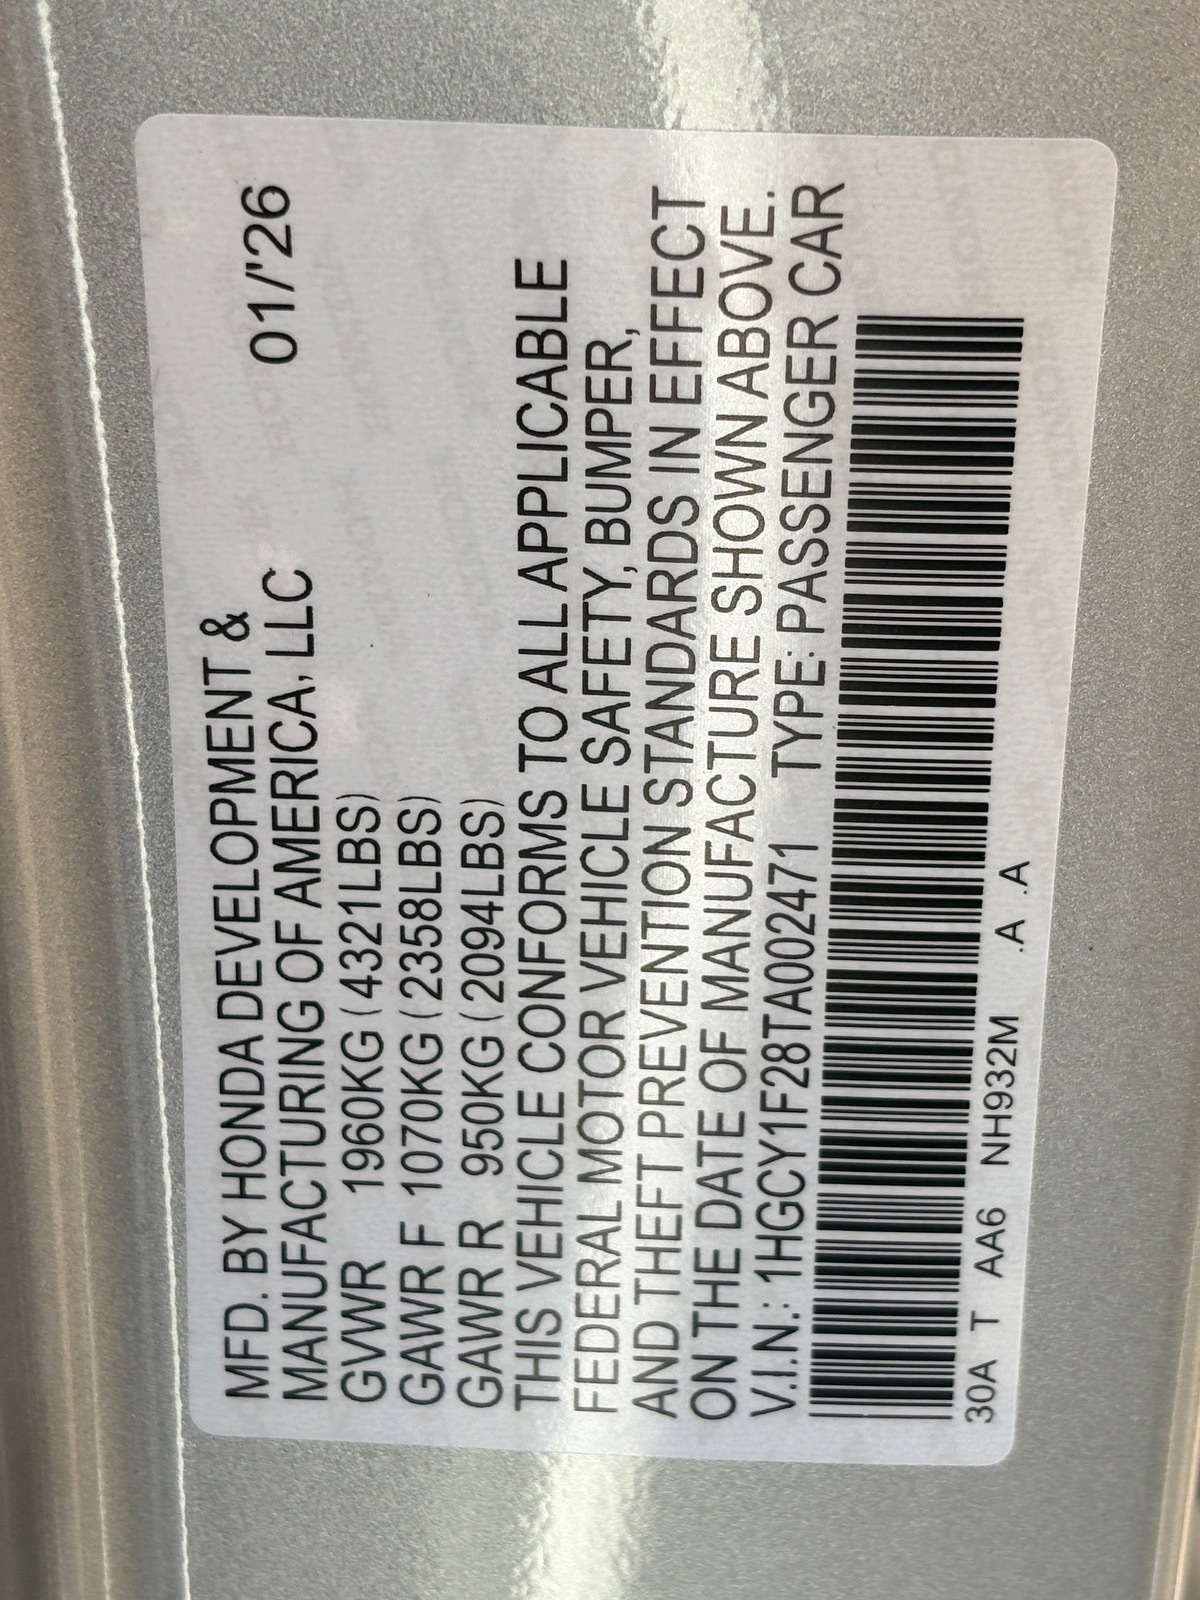 MFD. BY HONDA DEVELOPMENT &
MANUFACTURING OF AMERICA, LLC 01/'26
GVWR 1960KG (4321LBS)
GAWR F 1070KG (2358LBS)
GAWR R 950KG (2094LBS)
THIS VEHICLE CONFORMS TO ALL APPLICABLE
FEDERAL MOTOR VEHICLE SAFETY, BUMPER,
AND THEFT PREVENTION STANDARDS IN EFFECT
ON THE DATE OF MANUFACTURE SHOWN ABOVE.
V.I.N.: 1HGCY1F28TA002471 TYPE: PASSENGER CAR
30A T AA6 NH932M .A .A